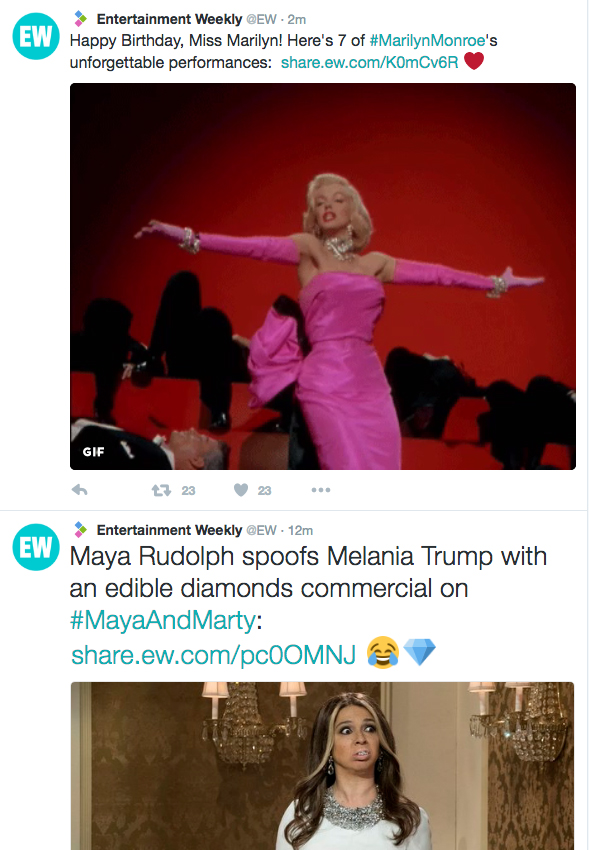 EW
Entertainment Weekly @EW · 2m
Happy Birthday, Miss Marilyn! Here's 7 of #MarilynMonroe's
unforgettable performances: share.ew.com/K0mCv6R ❤️
GIF
23 23 •••
EW
Entertainment Weekly @EW · 12m
Maya Rudolph spoofs Melania Trump with
an edible diamonds commercial on
#MayaAndMarty:
share.ew.com/pc0OMNJ 😂💎